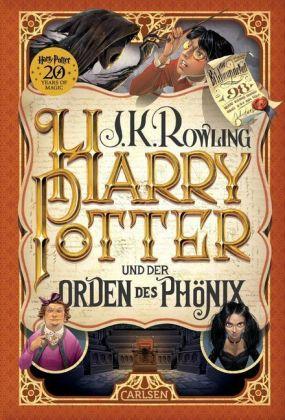 Harry Potter
20
YEARS OF
MAGIC
J.K. ROWLING
HARRY
POTTER
UND DER
ORDEN DES PHÖNIX
CARLSEN